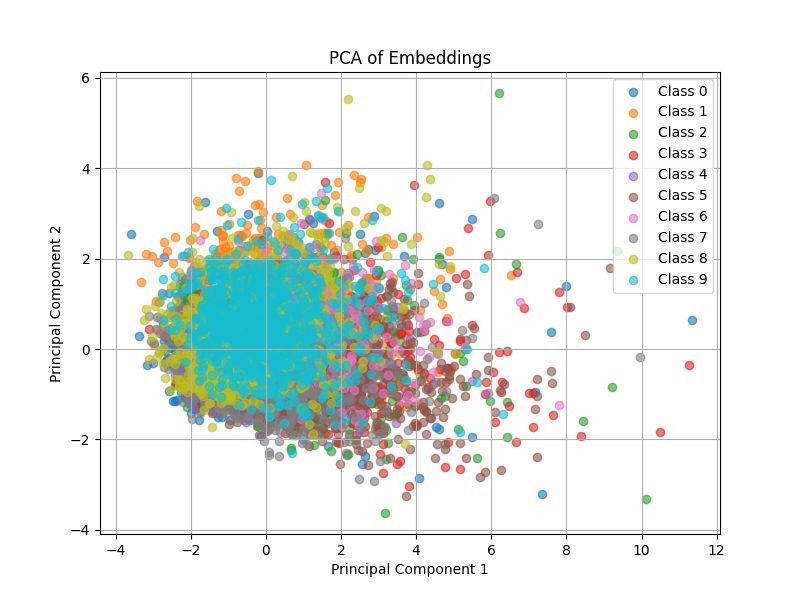 PCA of Embeddings
6
4
2
0
−2
−4
Principal Component 2
Class 0
Class 1
Class 2
Class 3
Class 4
Class 5
Class 6
Class 7
Class 8
Class 9
−4 −2 0 2 4 6 8 10 12
Principal Component 1